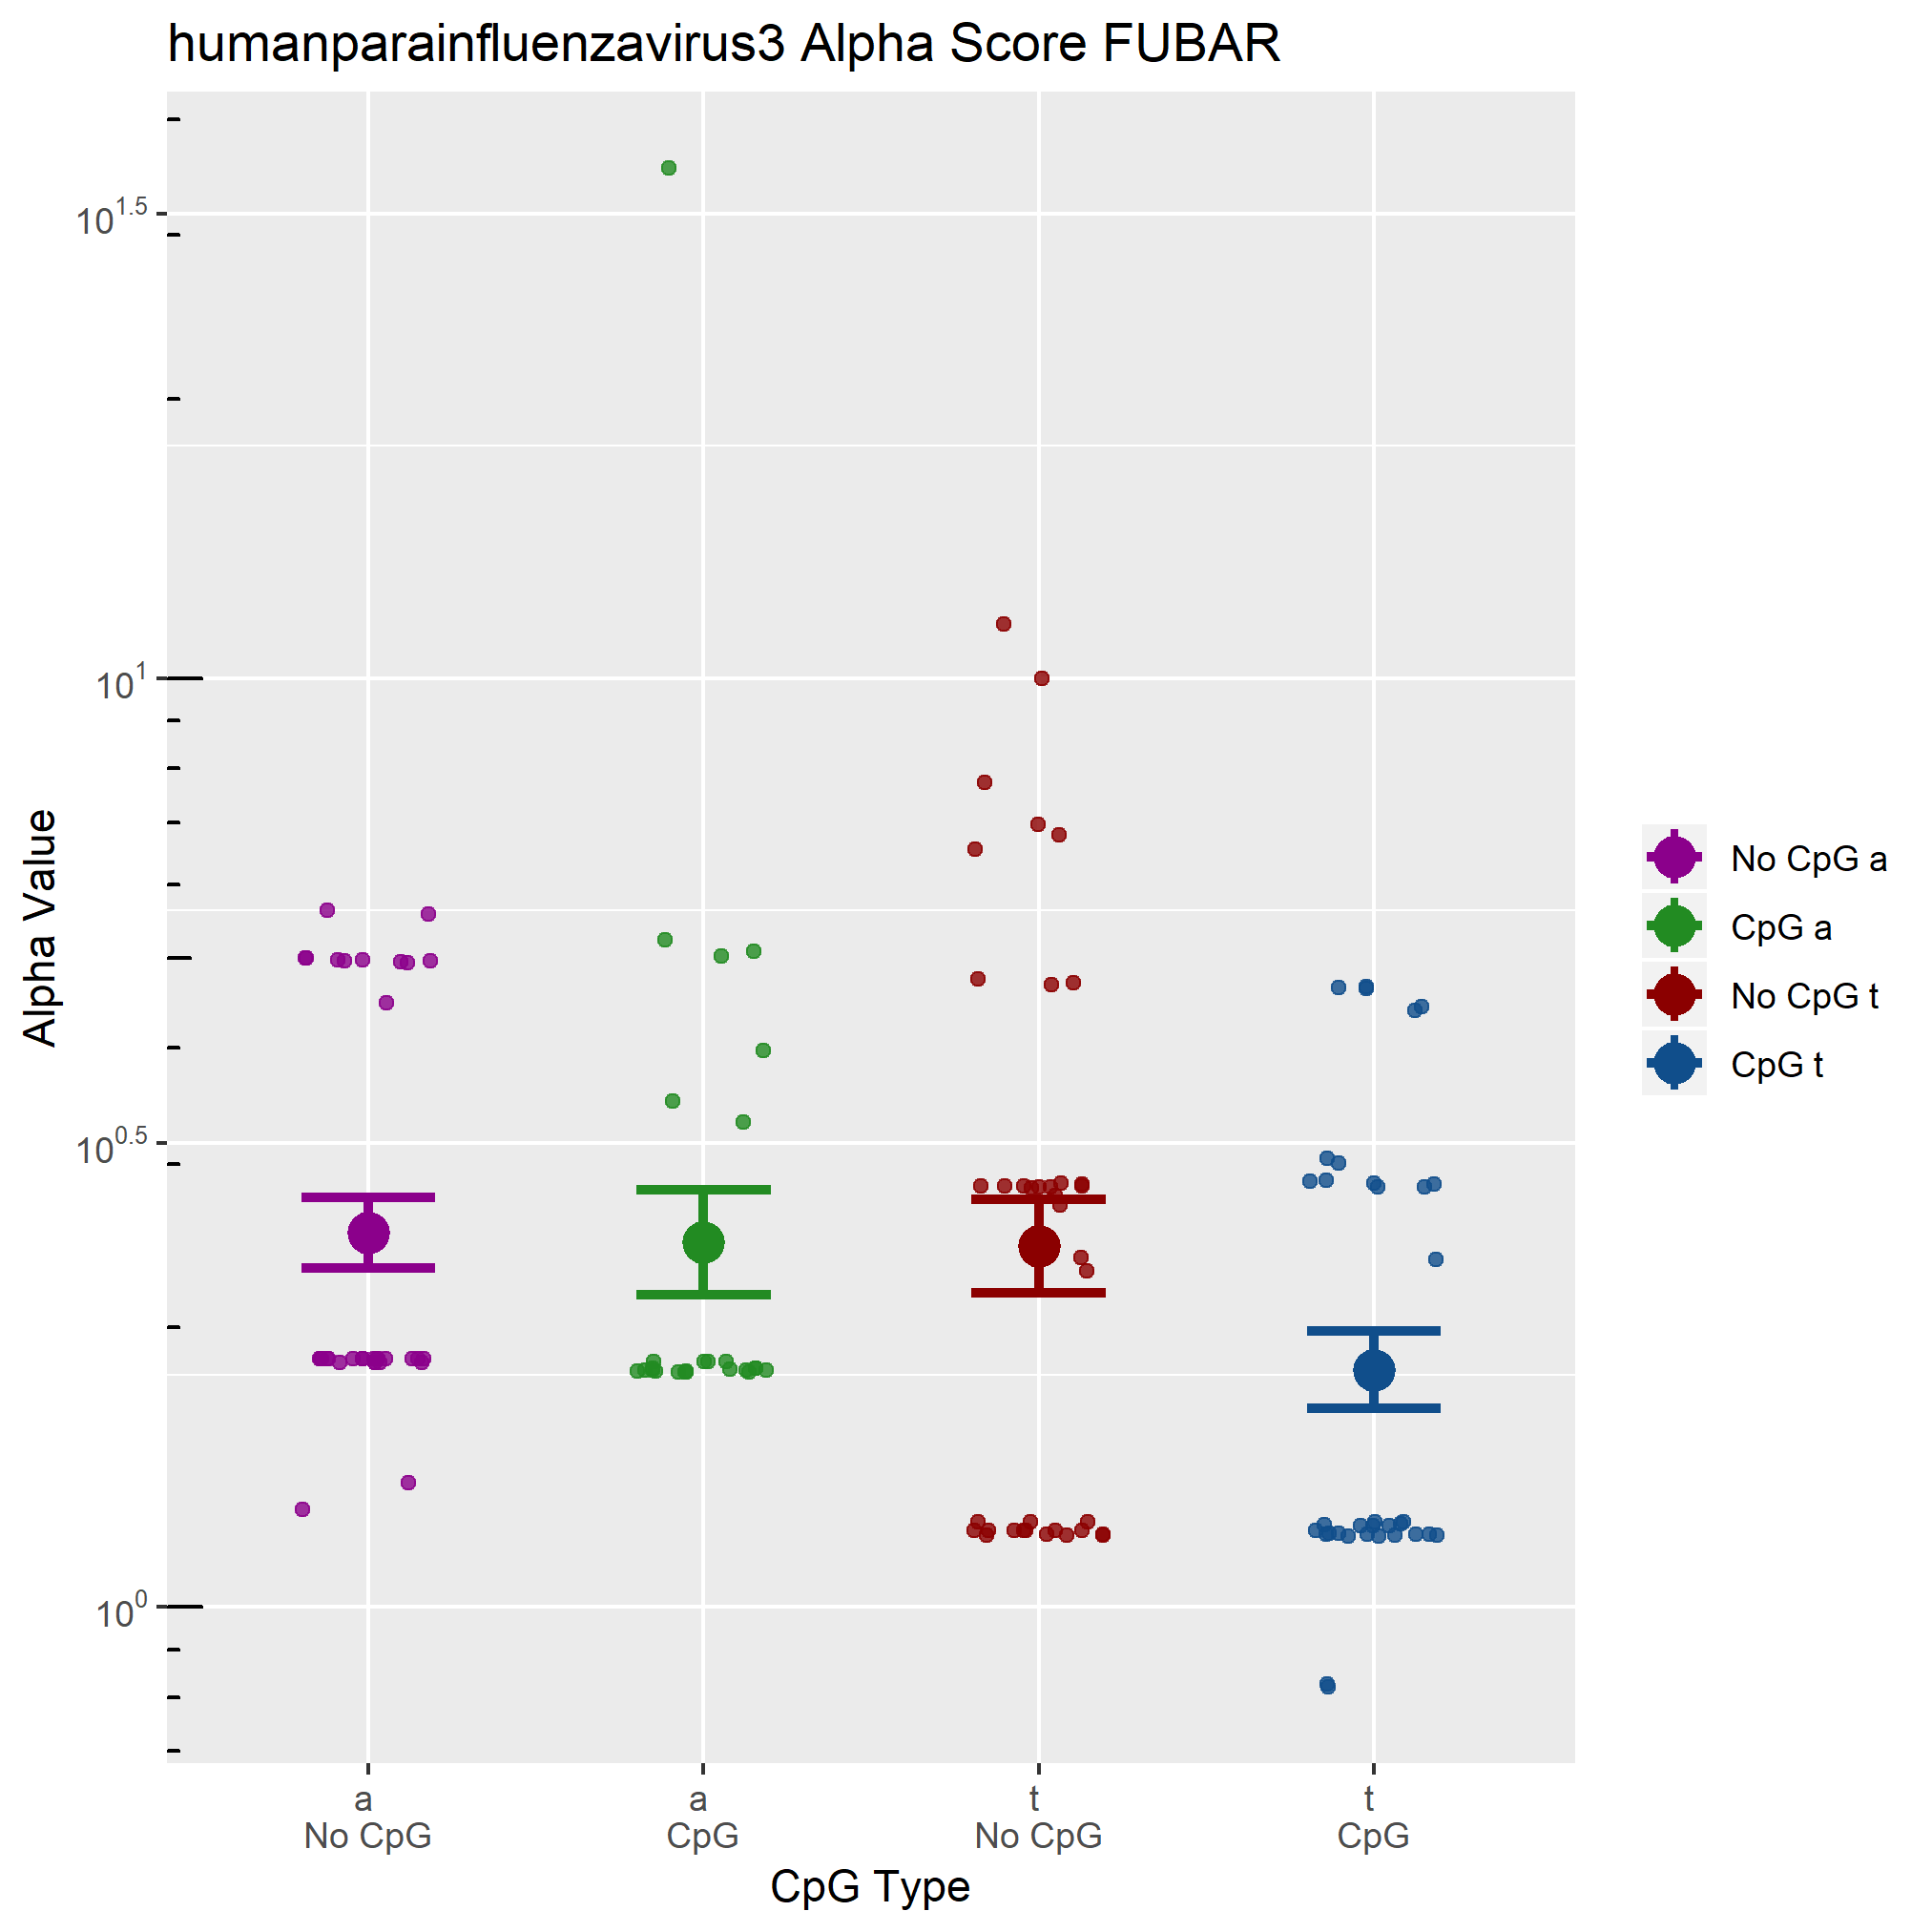 humanparainfluenzavirus3 Alpha Score FUBAR
Alpha Value
10^1.5
10^1
10^0.5
10^0
a
No CpG
a
CpG
t
No CpG
t
CpG
CpG Type
No CpG a
CpG a
No CpG t
CpG t